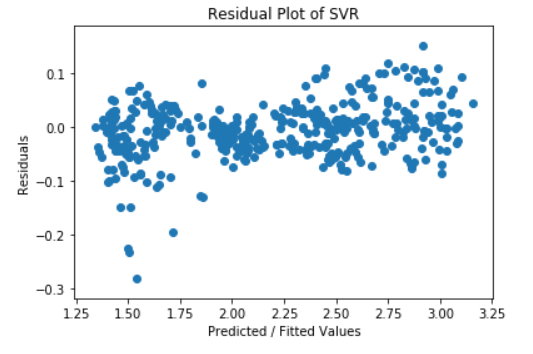 Residual Plot of SVR
0.1
0.0
−0.1
−0.2
−0.3
Residuals
1.25 1.50 1.75 2.00 2.25 2.50 2.75 3.00 3.25
Predicted / Fitted Values